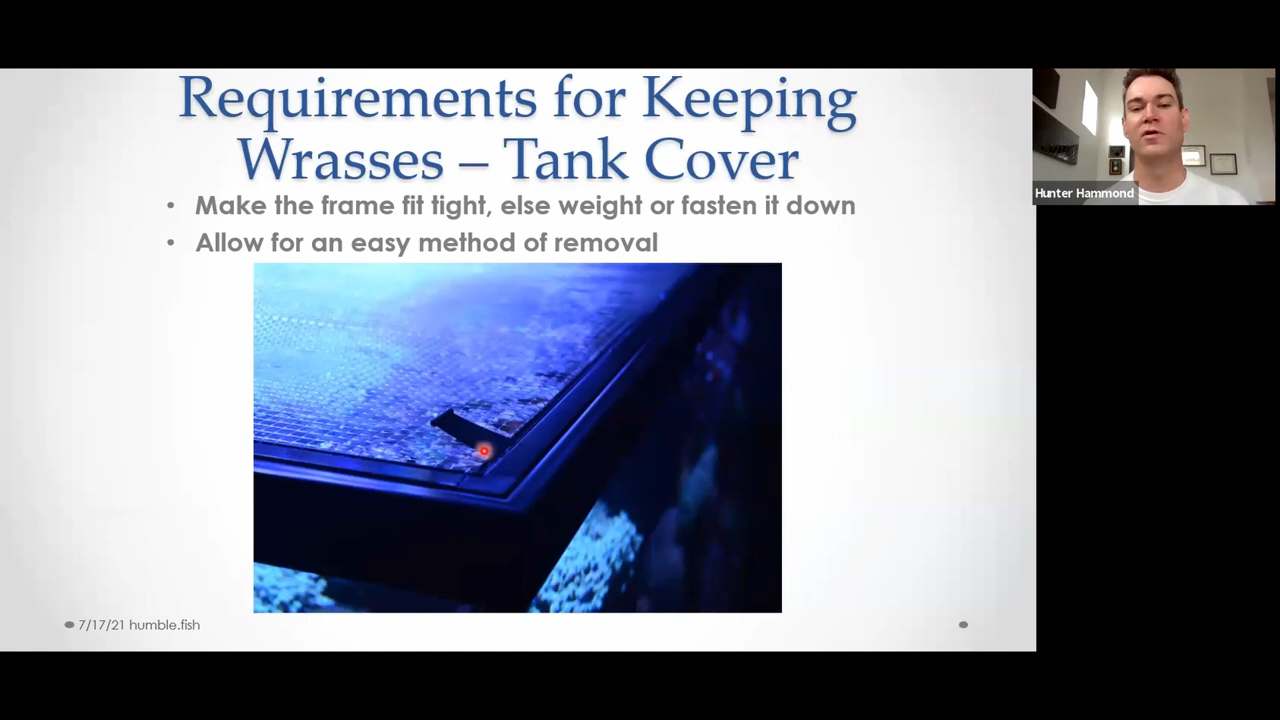 Requirements for Keeping
Wrasses – Tank Cover
• Make the frame fit tight, else weight or fasten it down
• Allow for an easy method of removal
Hunter Hammond
7/17/21 humble.fish